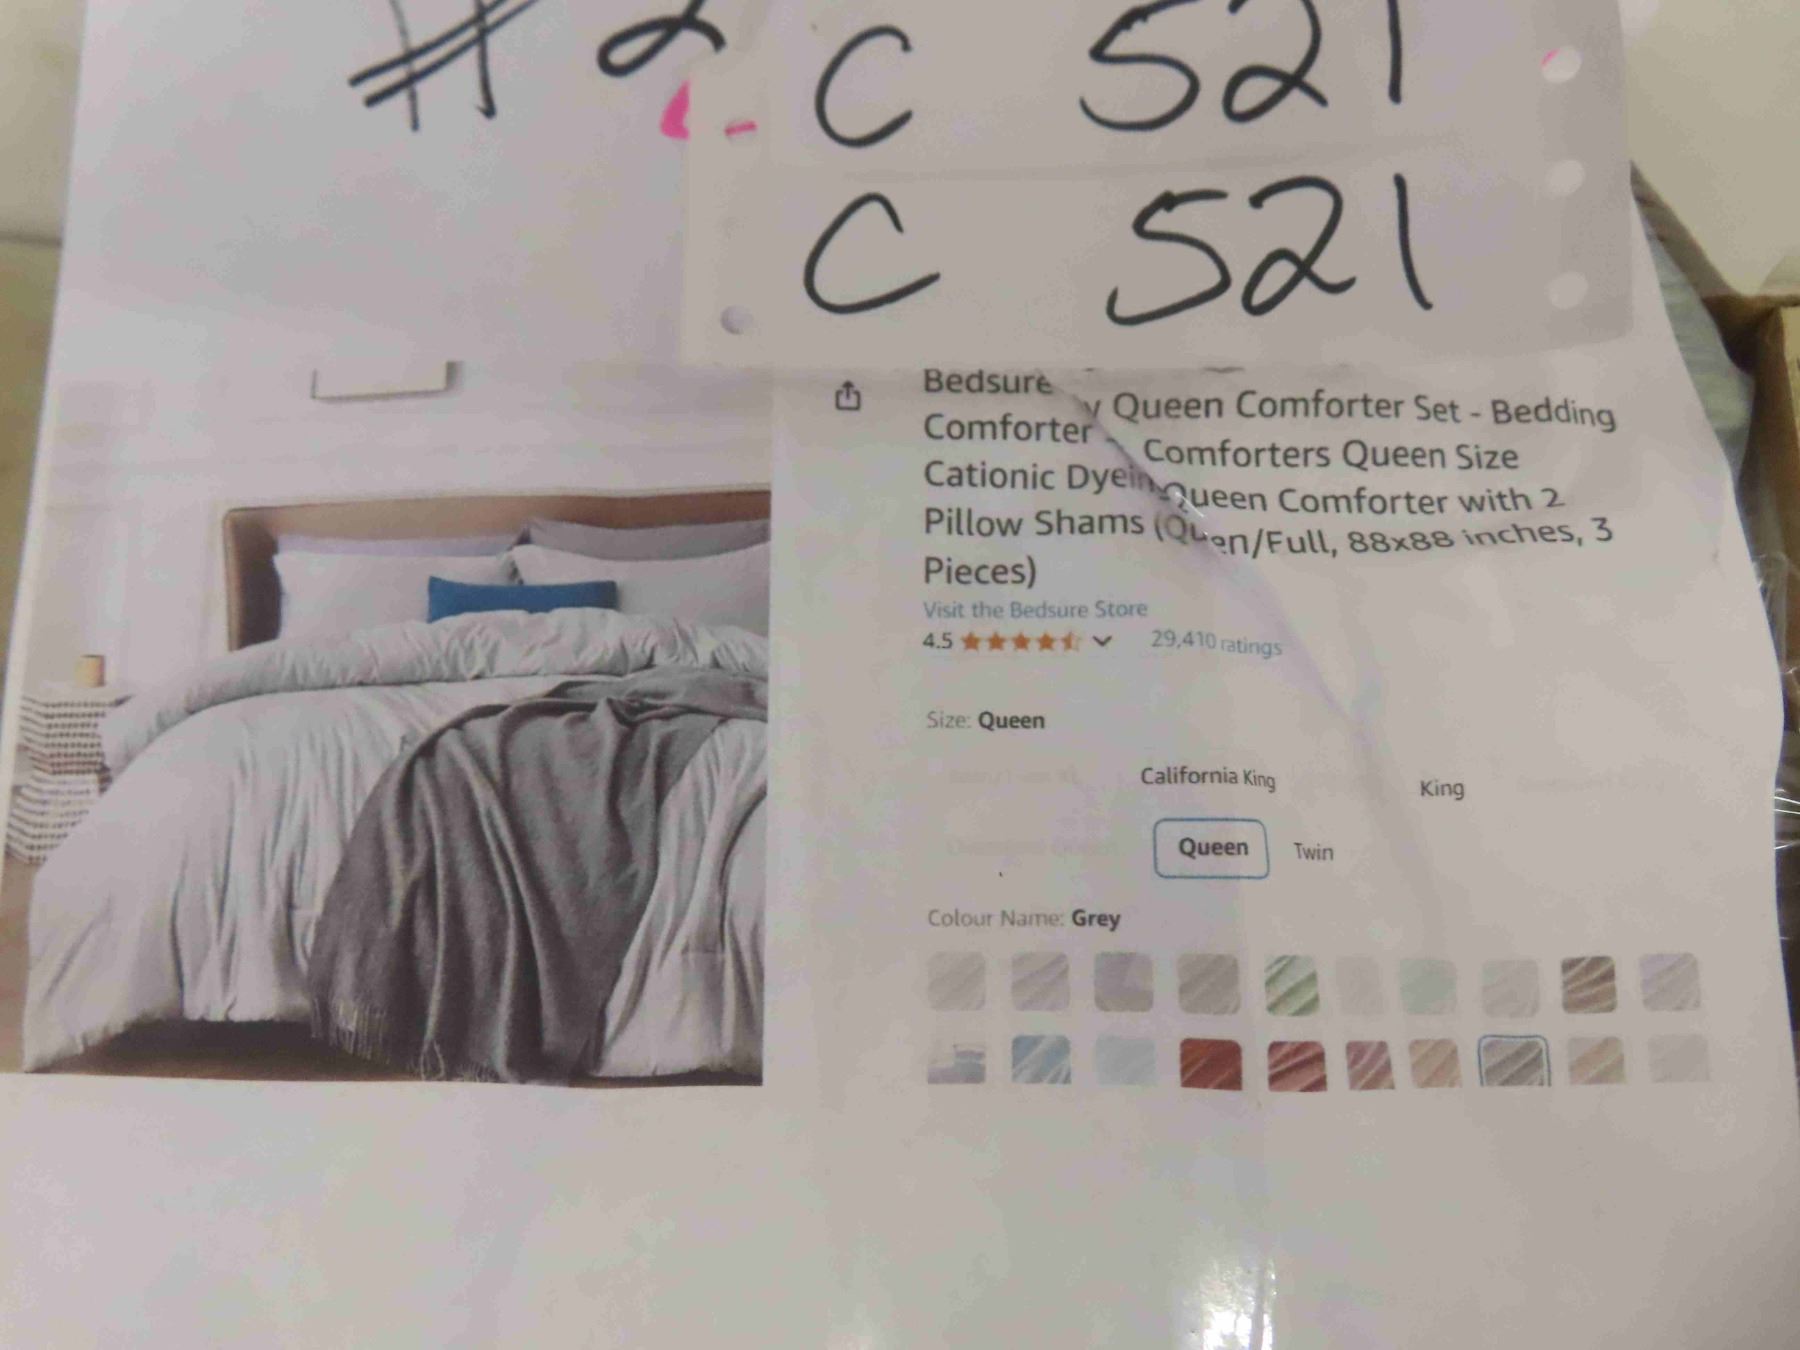 #2
C 521
C 521
Bedsure Queen Comforter Set - Bedding
Comforter Comforters Queen Size
Cationic Dyein Queen Comforter with 2
Pillow Shams (Queen/Full, 88x88 inches, 3
Pieces)
Visit the Bedsure Store
4.5 29,410 ratings
Size: Queen
California King King
Queen Twin
Colour Name: Grey